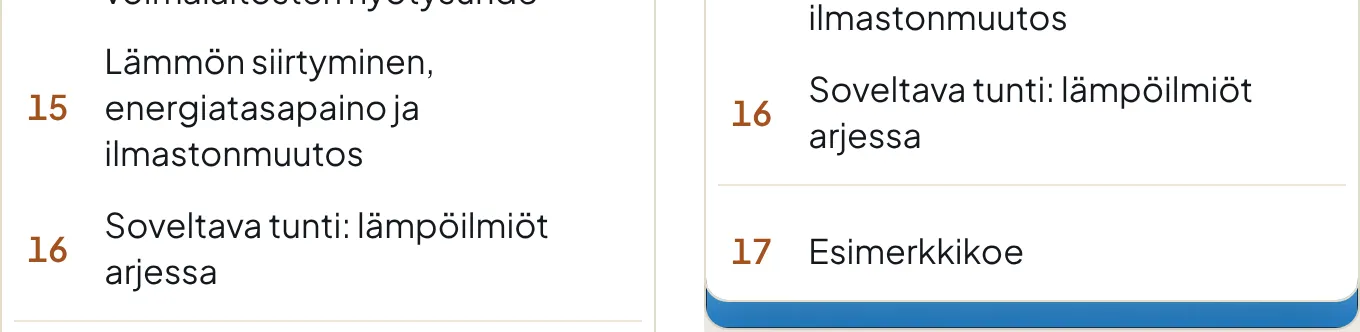 15
Lämmön siirtyminen,
energiatasapaino ja
ilmastonmuutos
16
Soveltava tunti: lämpöilmiöt
arjessa
ilmastonmuutos
16
Soveltava tunti: lämpöilmiöt
arjessa
17
Esimerkkikoe